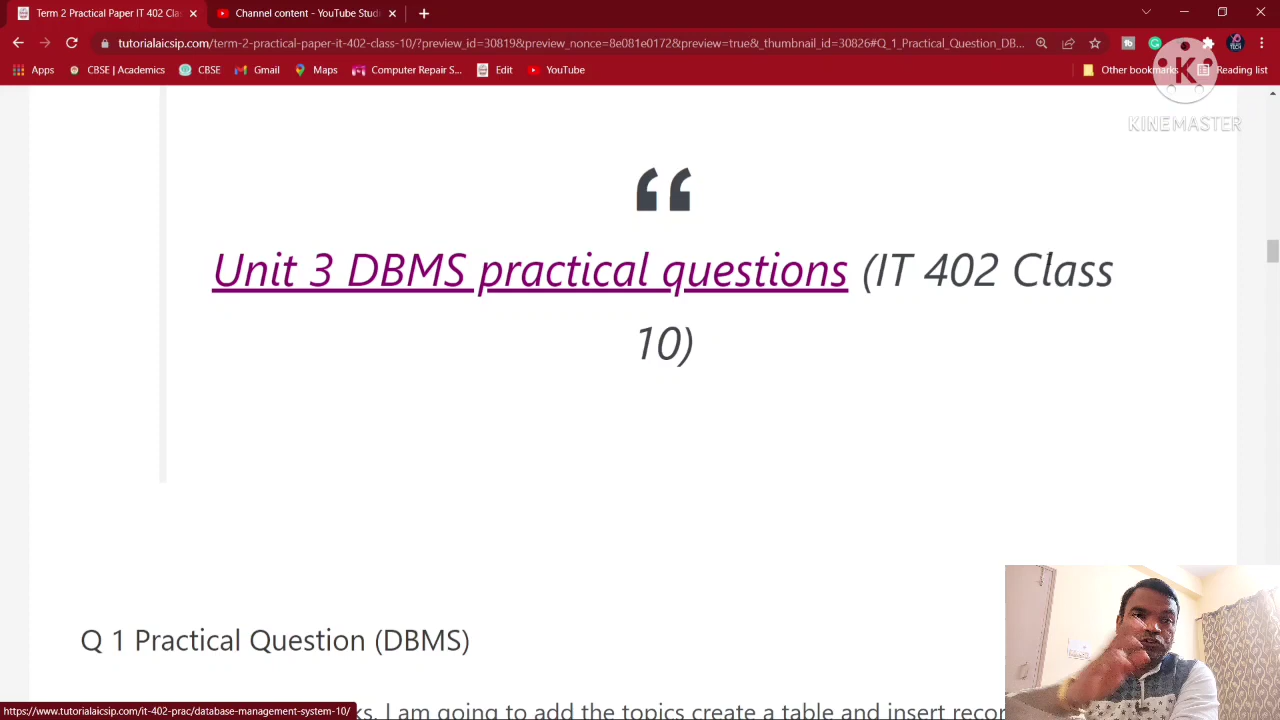 Term 2 Practical Paper IT 402 Clas
Channel content - YouTube Studi
tutorialaicsip.com/term-2-practical-paper-it-402-class-10/?preview_id=30819&preview_nonce=8e081e0172&preview=true&_thumbnail_id=30826#Q_1_Practical_Question_DB...
Apps
CBSE | Academics
CBSE
Gmail
Maps
Computer Repair S...
Edit
YouTube
Other bookmarks
Reading list
KINEMASTER
“
Unit 3 DBMS practical questions (IT 402 Class
10)
Q 1 Practical Question (DBMS)
ks. I am going to add the topics create a table and insert recor
https://www.tutorialaicsip.com/it-402-prac/database-management-system-10/